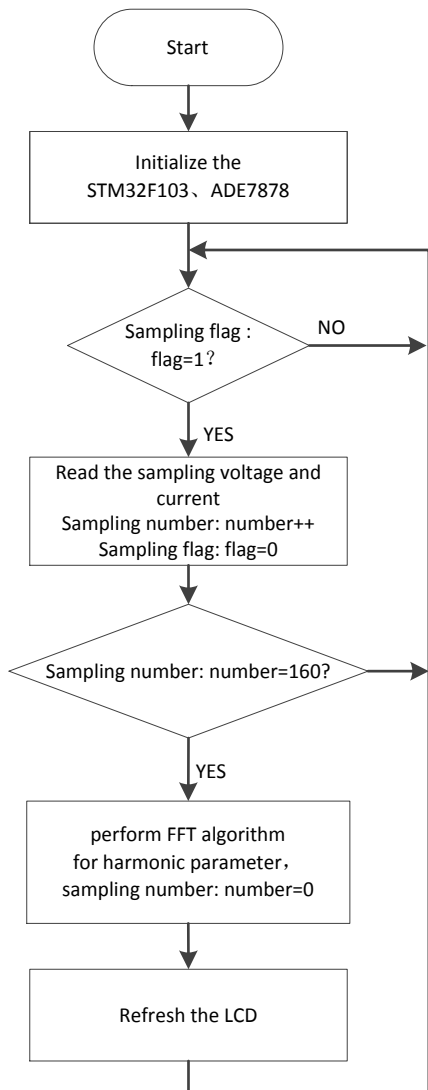 Start
Initialize the
STM32F103、ADE7878
Sampling flag :
flag=1？
NO
YES
Read the sampling voltage and
current
Sampling number: number++
Sampling flag: flag=0
Sampling number: number=160?
YES
perform FFT algorithm
for harmonic parameter，
sampling number: number=0
Refresh the LCD